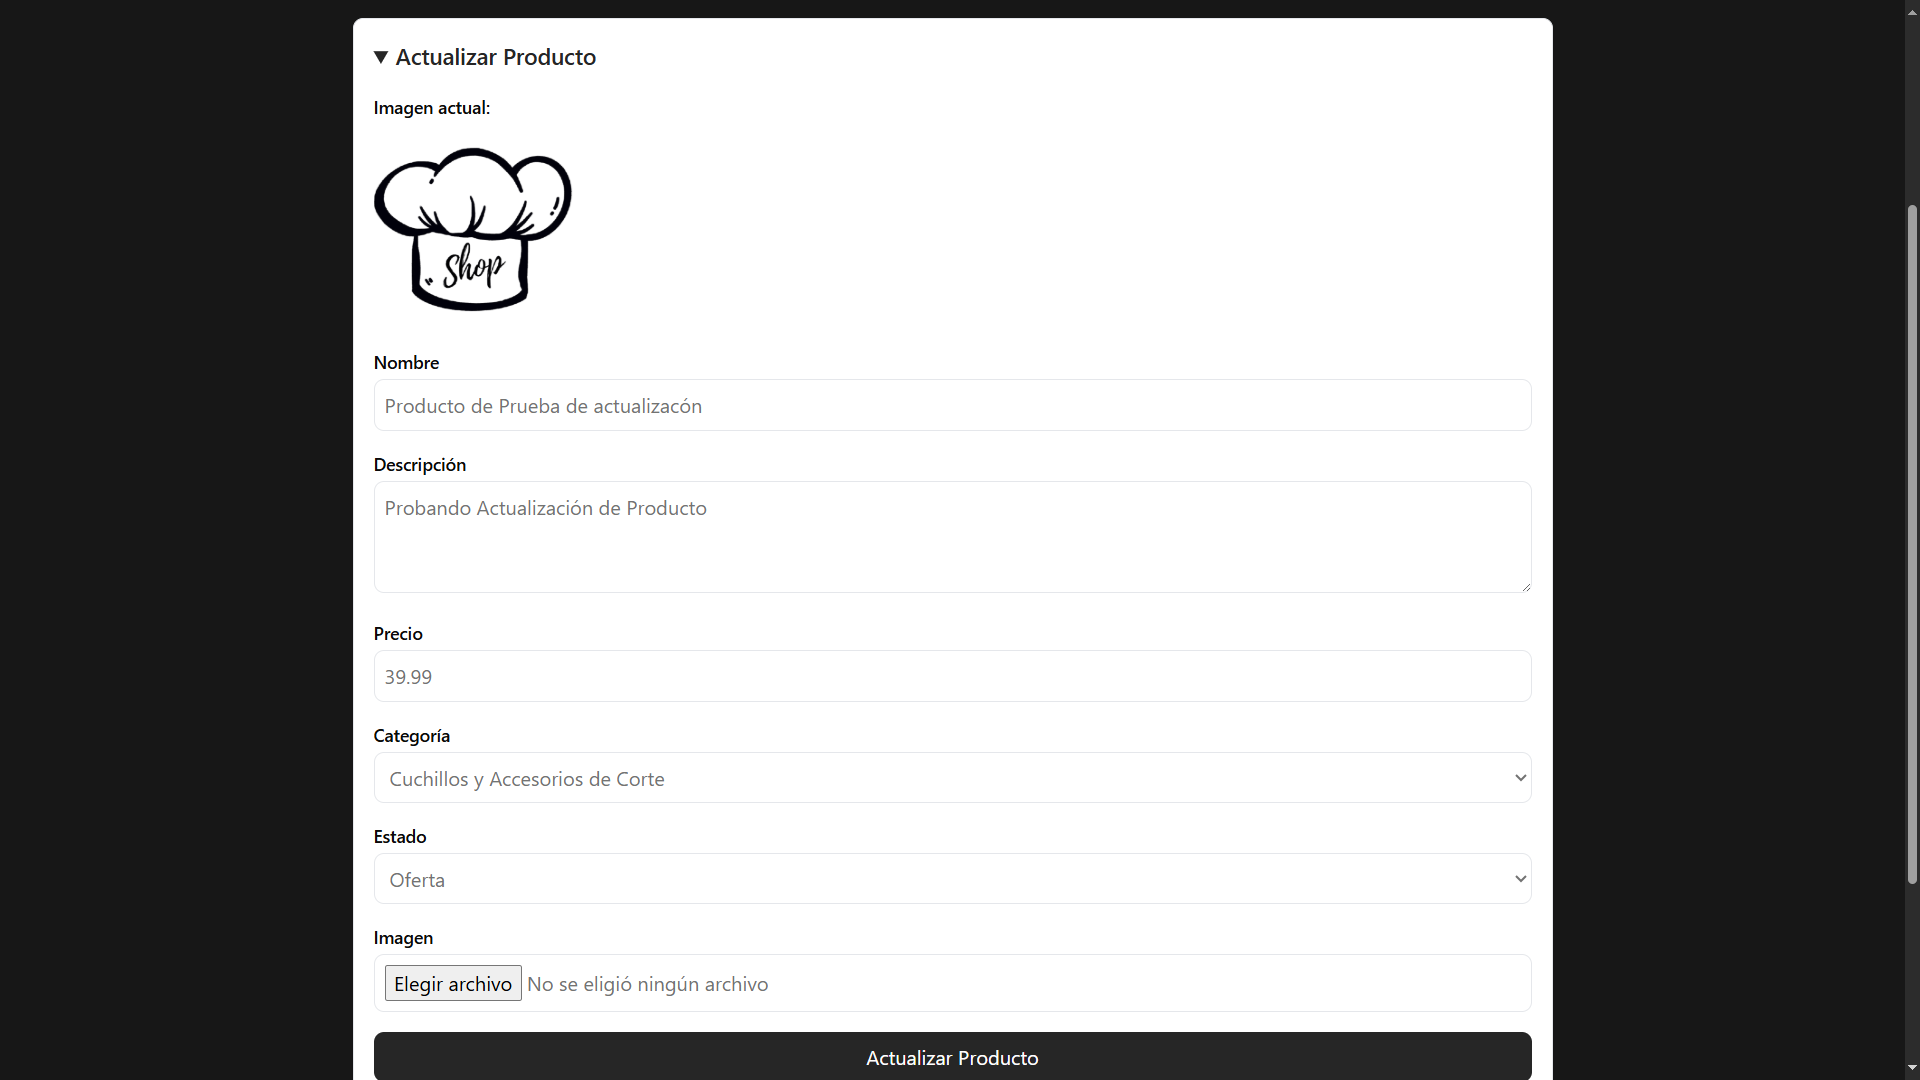 Actualizar Producto
Imagen actual:
Shop
Nombre
Producto de Prueba de actualizacón
Descripción
Probando Actualización de Producto
Precio
39.99
Categoría
Cuchillos y Accesorios de Corte
Estado
Oferta
Imagen
Elegir archivo No se eligió ningún archivo
Actualizar Producto